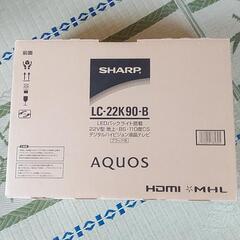 前面
SHARP
LC-22K90-B
LEDバックライト搭載
22V型 地上・BS・110度CS
デジタルハイビジョン液晶テレビ
ブラック系
AQUOS
HDMI MHL